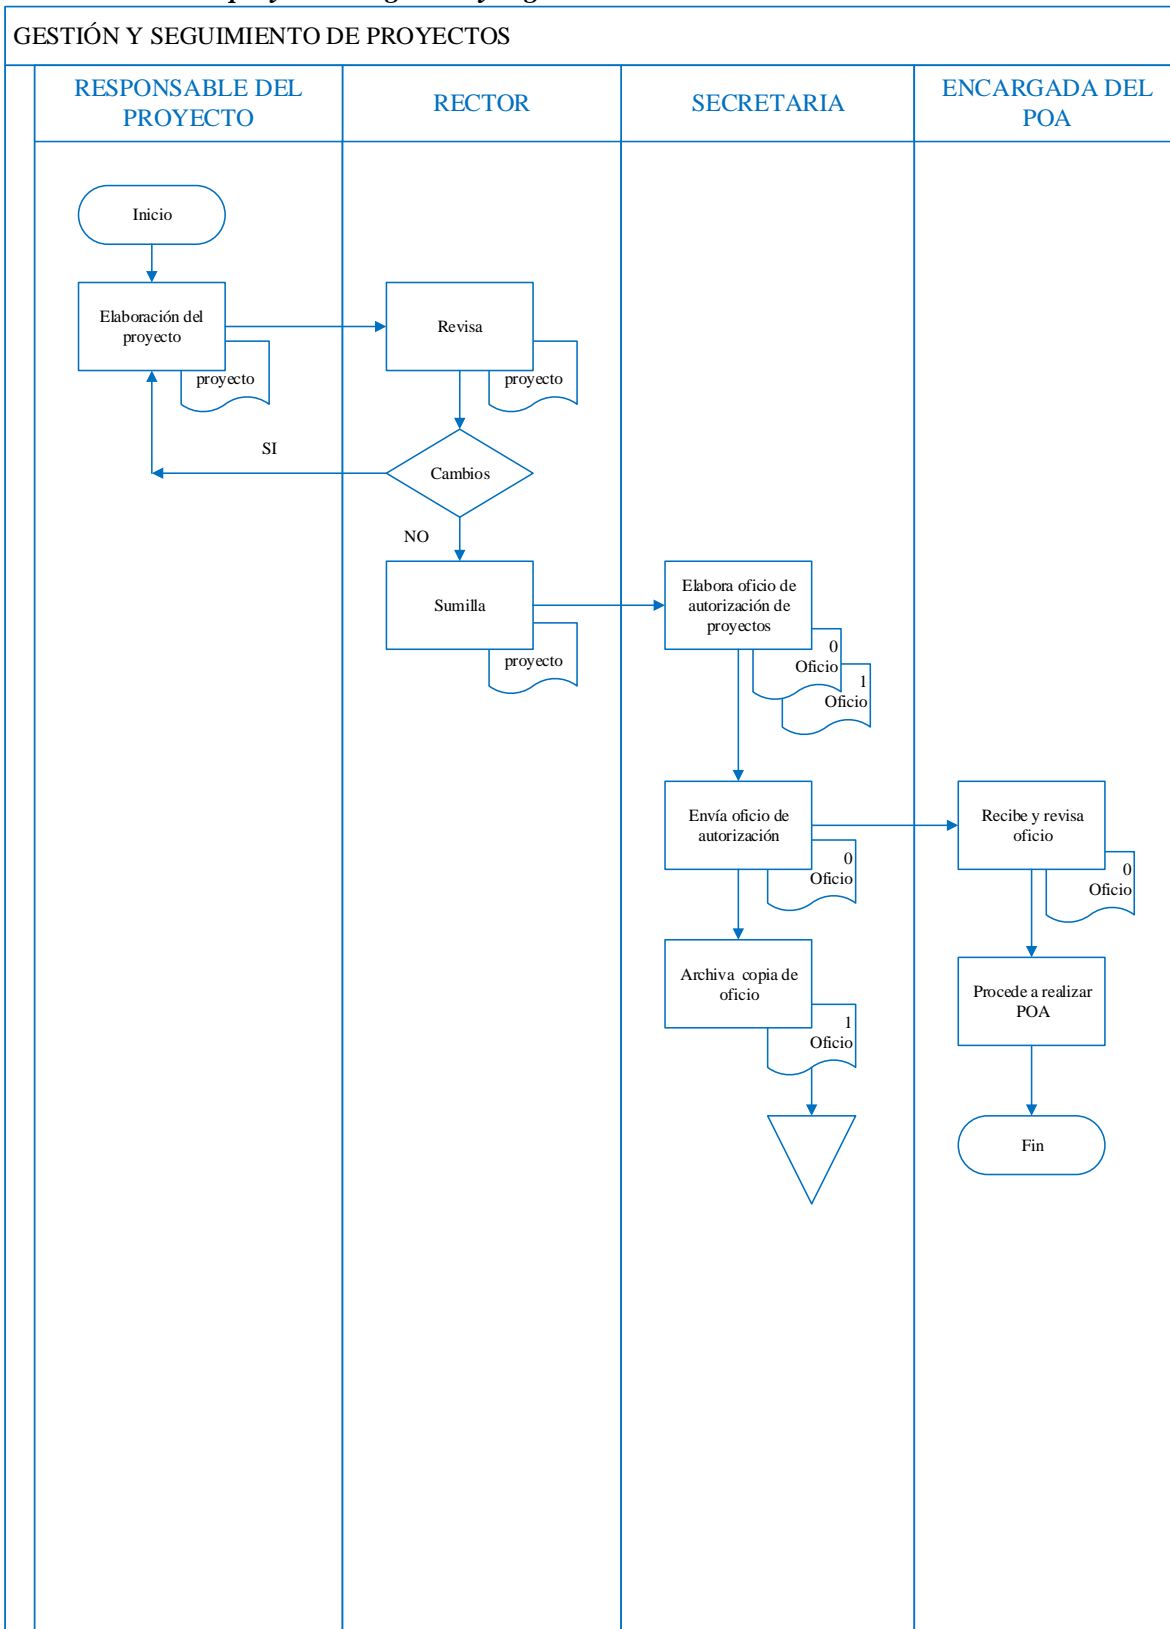 GESTIÓN Y SEGUIMIENTO DE PROYECTOS
RESPONSABLE DEL
PROYECTO
RECTOR
SECRETARIA
ENCARGADA DEL
POA
Inicio
Elaboración del
proyecto
proyecto
Revisa
proyecto
SI
Cambios
NO
Sumilla
proyecto
Elabora oficio de
autorización de
proyectos
0
Oficio
1
Oficio
Envía oficio de
autorización
0
Oficio
Recibe y revisa
oficio
0
Oficio
Archiva copia de
oficio
1
Oficio
Procede a realizar
POA
Fin